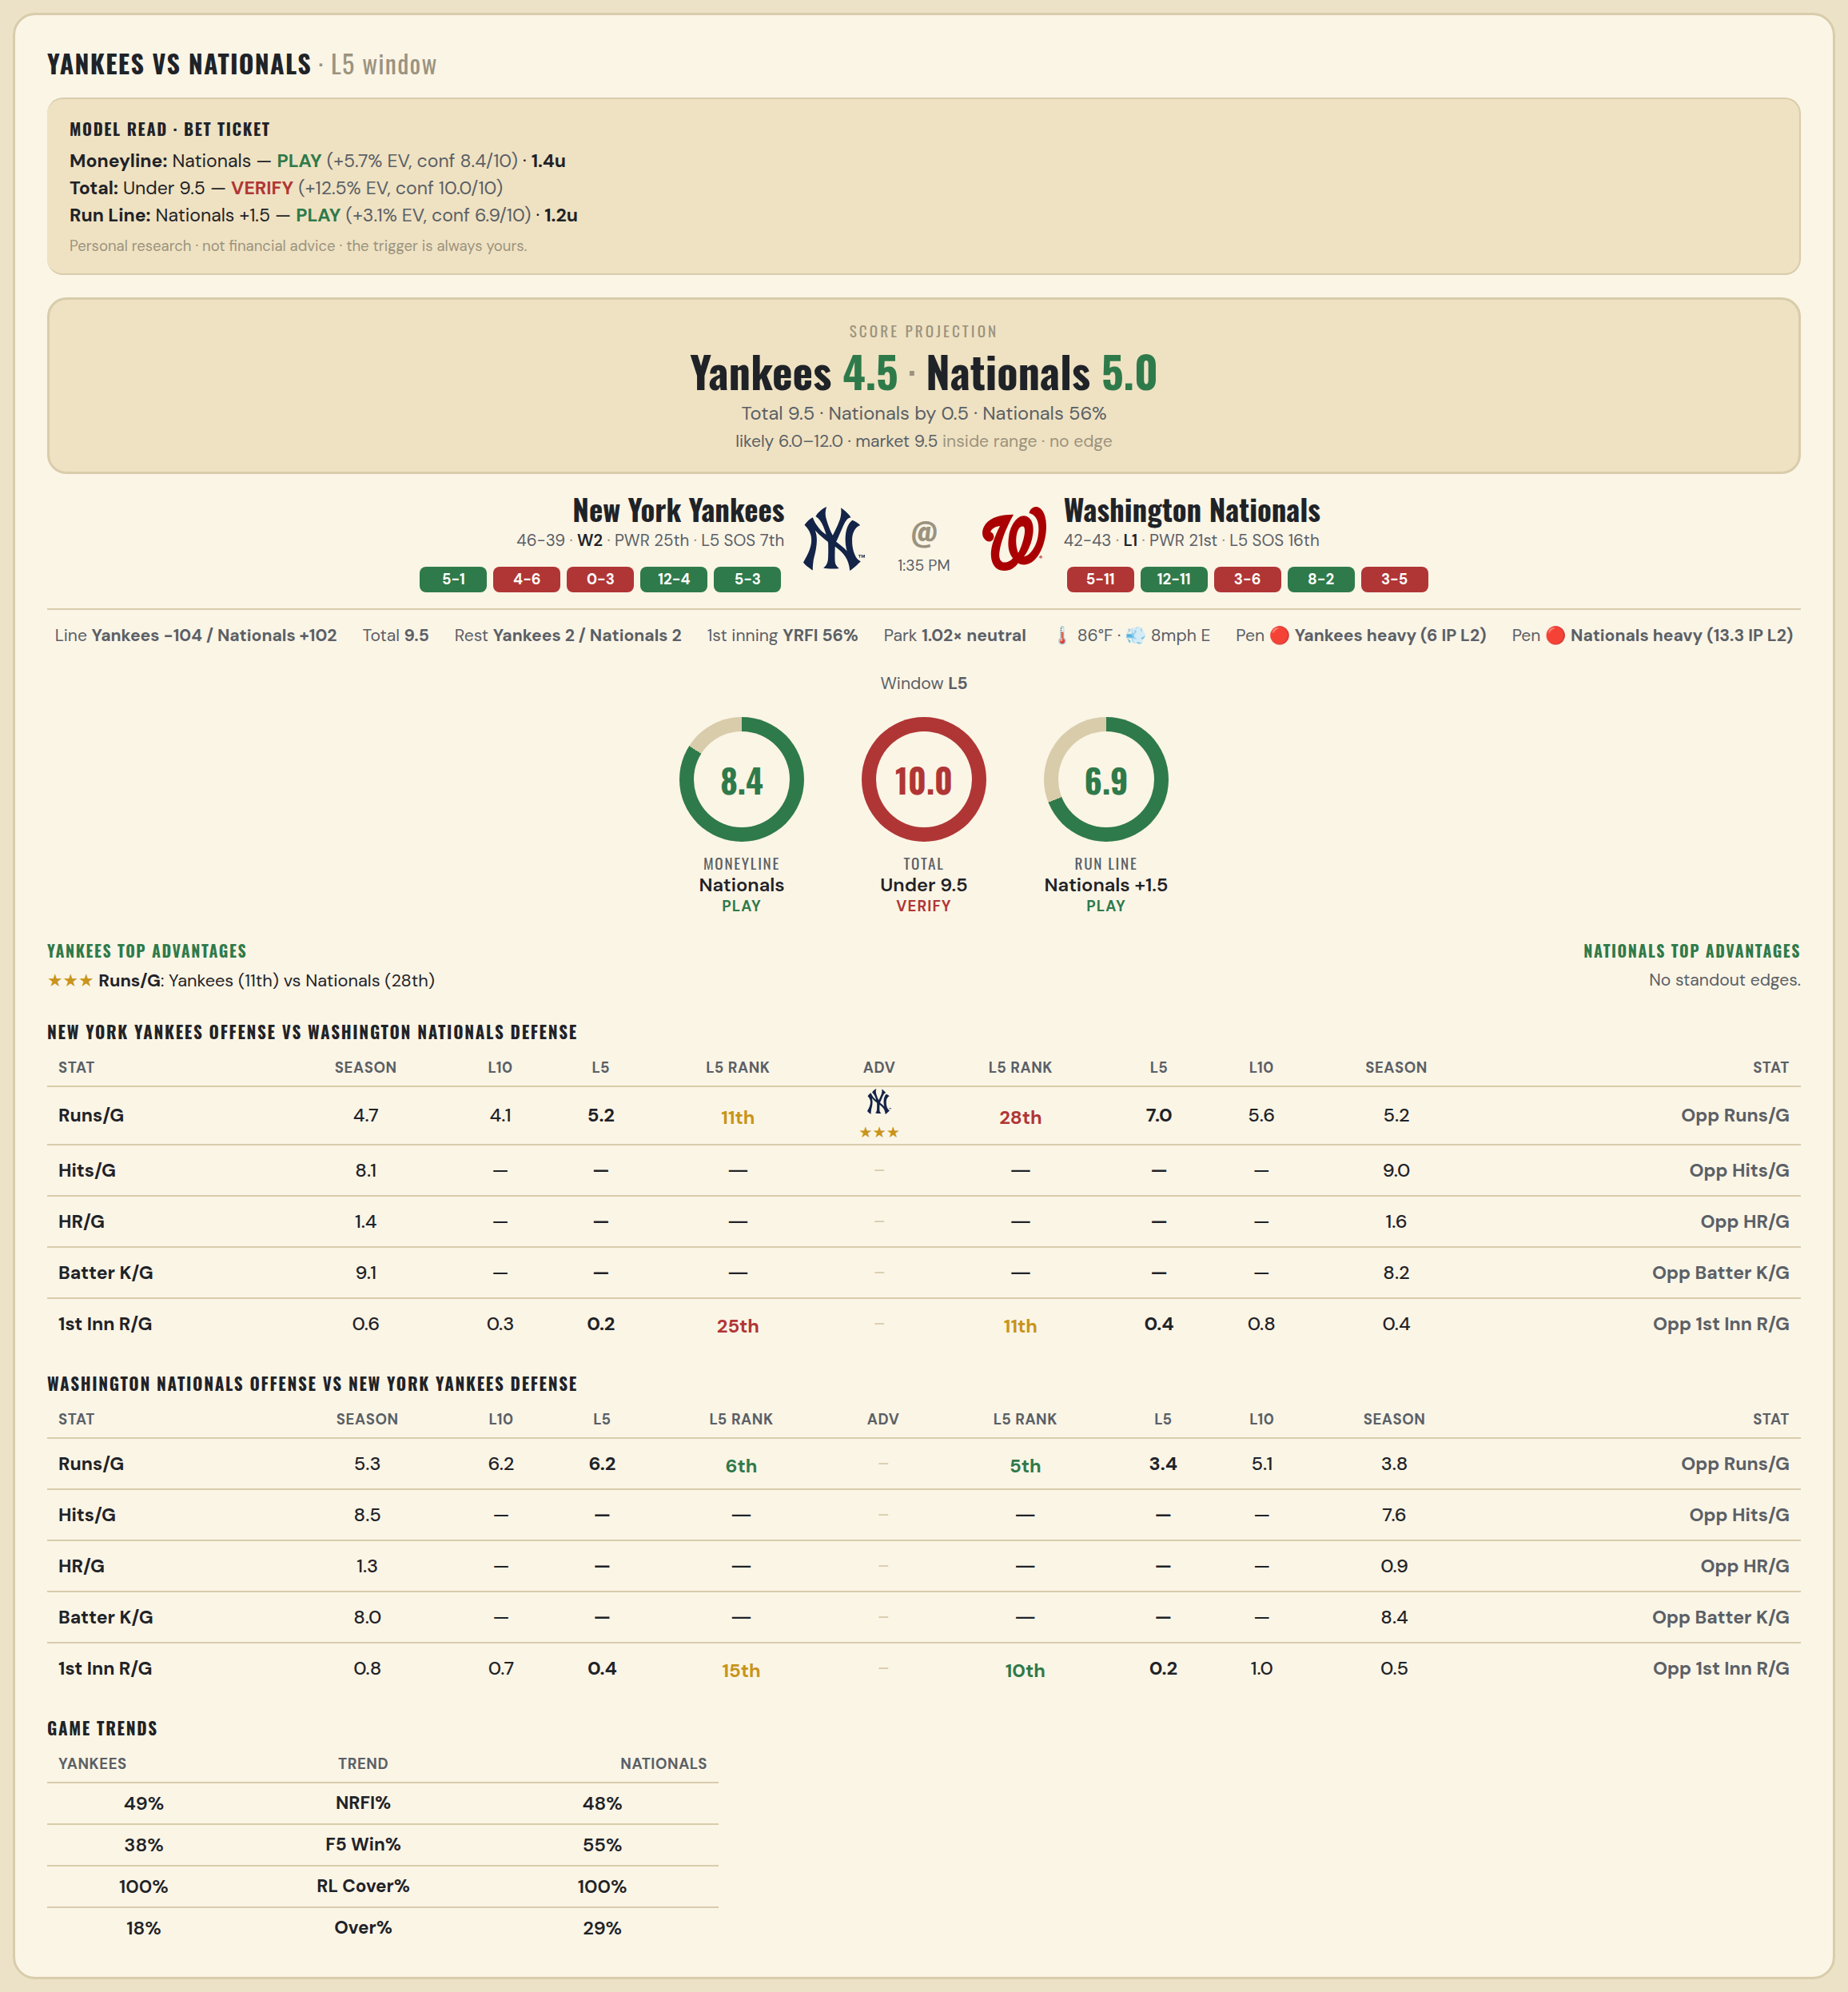 YANKEES VS NATIONALS · L5 window
MODEL READ · BET TICKET
Moneyline: Nationals — PLAY (+5.7% EV, conf 8.4/10) · 1.4u
Total: Under 9.5 — VERIFY (+12.5% EV, conf 10.0/10)
Run Line: Nationals +1.5 — PLAY (+3.1% EV, conf 6.9/10) · 1.2u
Personal research · not financial advice · the trigger is always yours.
SCORE PROJECTION
Yankees 4.5 · Nationals 5.0
Total 9.5 · Nationals by 0.5 · Nationals 56%
likely 6.0–12.0 · market 9.5 inside range · no edge
New York Yankees
46-39 · W2 · PWR 25th · L5 SOS 7th
5-1 4-6 0-3 12-4 5-3
@
1:35 PM
Washington Nationals
42-43 · L1 · PWR 21st · L5 SOS 16th
5-11 12-11 3-6 8-2 3-5
Line Yankees -104 / Nationals +102 Total 9.5 Rest Yankees 2 / Nationals 2 1st inning YRFI 56% Park 1.02× neutral 🌡️ 86°F · 💨 8mph E Pen 🔴 Yankees heavy (6 IP L2) Pen 🔴 Nationals heavy (13.3 IP L2)
Window L5
8.4 10.0 6.9
MONEYLINE TOTAL RUN LINE
Nationals Under 9.5 Nationals +1.5
PLAY VERIFY PLAY
YANKEES TOP ADVANTAGES
★★★ Runs/G: Yankees (11th) vs Nationals (28th)
NATIONALS TOP ADVANTAGES
No standout edges.
NEW YORK YANKEES OFFENSE VS WASHINGTON NATIONALS DEFENSE
STAT SEASON L10 L5 L5 RANK ADV L5 RANK L5 L10 SEASON STAT
Runs/G 4.7 4.1 5.2 11th ★★★ 28th 7.0 5.6 5.2 Opp Runs/G
Hits/G 8.1 — — — – — — — 9.0 Opp Hits/G
HR/G 1.4 — — — – — — — 1.6 Opp HR/G
Batter K/G 9.1 — — — – — — — 8.2 Opp Batter K/G
1st Inn R/G 0.6 0.3 0.2 25th – 11th 0.4 0.8 0.4 Opp 1st Inn R/G
WASHINGTON NATIONALS OFFENSE VS NEW YORK YANKEES DEFENSE
STAT SEASON L10 L5 L5 RANK ADV L5 RANK L5 L10 SEASON STAT
Runs/G 5.3 6.2 6.2 6th – 5th 3.4 5.1 3.8 Opp Runs/G
Hits/G 8.5 — — — – — — — 7.6 Opp Hits/G
HR/G 1.3 — — — – — — — 0.9 Opp HR/G
Batter K/G 8.0 — — — – — — — 8.4 Opp Batter K/G
1st Inn R/G 0.8 0.7 0.4 15th – 10th 0.2 1.0 0.5 Opp 1st Inn R/G
GAME TRENDS
YANKEES TREND NATIONALS
49% NRFI% 48%
38% F5 Win% 55%
100% RL Cover% 100%
18% Over% 29%